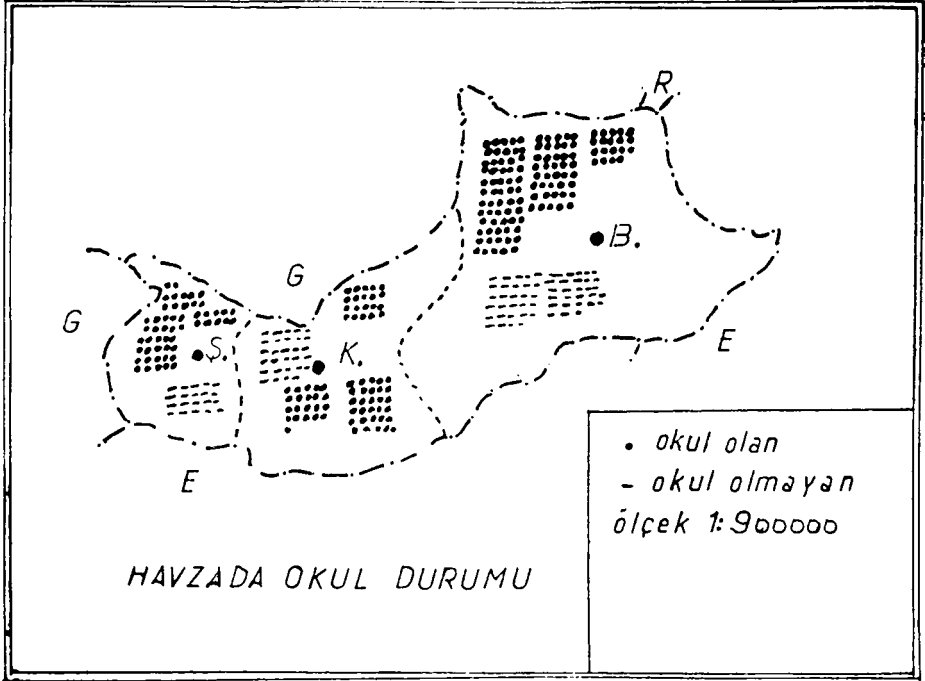 R
B.
G
G
Ş.
K.
E
E
• okul olan
- okul olmayan
ölçek 1:900000
HAVZADA OKUL DURUMU